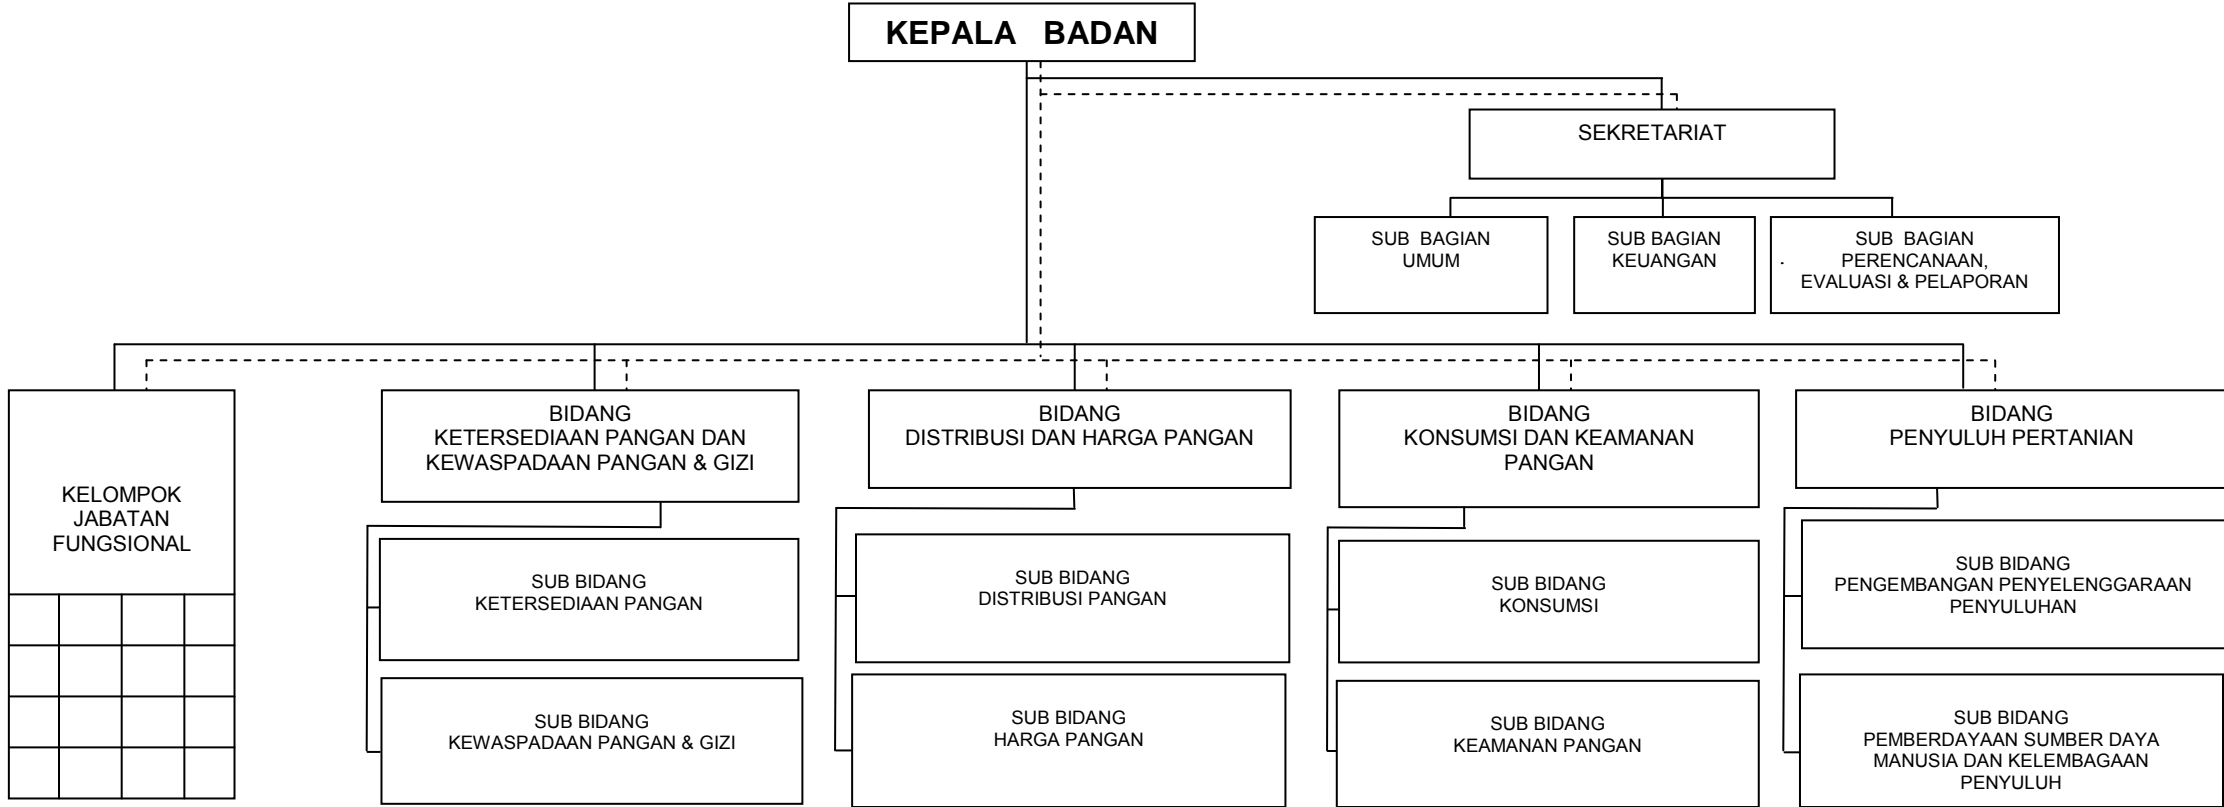 KEPALA BADAN
SEKRETARIAT
SUB BAGIAN
UMUM
SUB BAGIAN
KEUANGAN
SUB BAGIAN
. PERENCANAAN,
EVALUASI & PELAPORAN
KELOMPOK
JABATAN
FUNGSIONAL
BIDANG
KETERSEDIAAN PANGAN DAN
KEWASPADAAN PANGAN & GIZI
BIDANG
DISTRIBUSI DAN HARGA PANGAN
BIDANG
KONSUMSI DAN KEAMANAN
PANGAN
BIDANG
PENYULUH PERTANIAN
SUB BIDANG
KETERSEDIAAN PANGAN
SUB BIDANG
DISTRIBUSI PANGAN
SUB BIDANG
KONSUMSI
SUB BIDANG
PENGEMBANGAN PENYELENGGARAAN
PENYULUHAN
SUB BIDANG
KEWASPADAAN PANGAN & GIZI
SUB BIDANG
HARGA PANGAN
SUB BIDANG
KEAMANAN PANGAN
SUB BIDANG
PEMBERDAYAAN SUMBER DAYA
MANUSIA DAN KELEMBAGAAN
PENYULUH